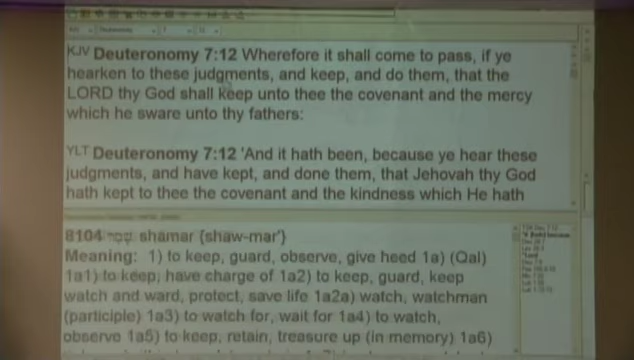 KJV Deuteronomy 7:12 Wherefore it shall come to pass, if ye
hearken to these judgments, and keep, and do them, that the
LORD thy God shall keep unto thee the covenant and the mercy
which he sware unto thy fathers:
YLT Deuteronomy 7:12 'And it hath been, because ye hear these
judgments, and have kept, and done them, that Jehovah thy God
hath kept to thee the covenant and the kindness which He hath
8104 שמר shamar {shaw-mar'}
Meaning: 1) to keep, guard, observe, give heed 1a) (Qal)
1a1) to keep, have charge of 1a2) to keep, guard, keep
watch and ward, protect, save life 1a2a) watch, watchman
(participle) 1a3) to watch for, wait for 1a4) to watch,
observe 1a5) to keep, retain, treasure up (in memory) 1a6)